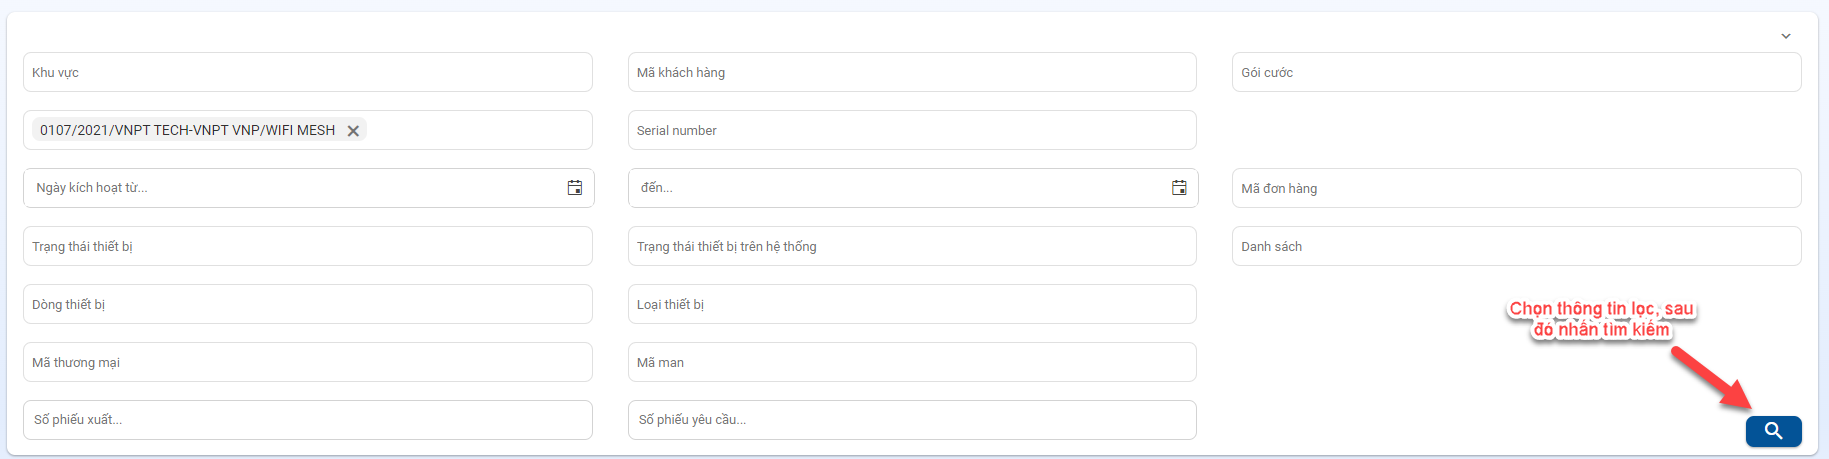 Khu vực
Mã khách hàng
Gói cước
0107/2021/VNPT TECH-VNPT VNP/WIFI MESH
Serial number
Ngày kích hoạt từ...
đến...
Mã đơn hàng
Trạng thái thiết bị
Trạng thái thiết bị trên hệ thống
Danh sách
Dòng thiết bị
Loại thiết bị
Chọn thông tin lọc, sau
đó nhấn tìm kiếm
Mã thương mại
Mã man
Số phiếu xuất...
Số phiếu yêu cầu...